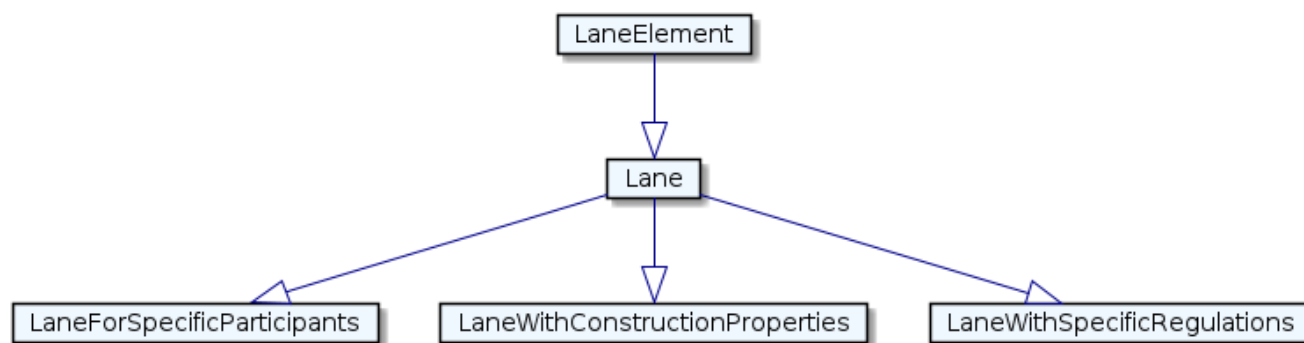 LaneElement
Lane
LaneForSpecificParticipants
LaneWithConstructionProperties
LaneWithSpecificRegulations